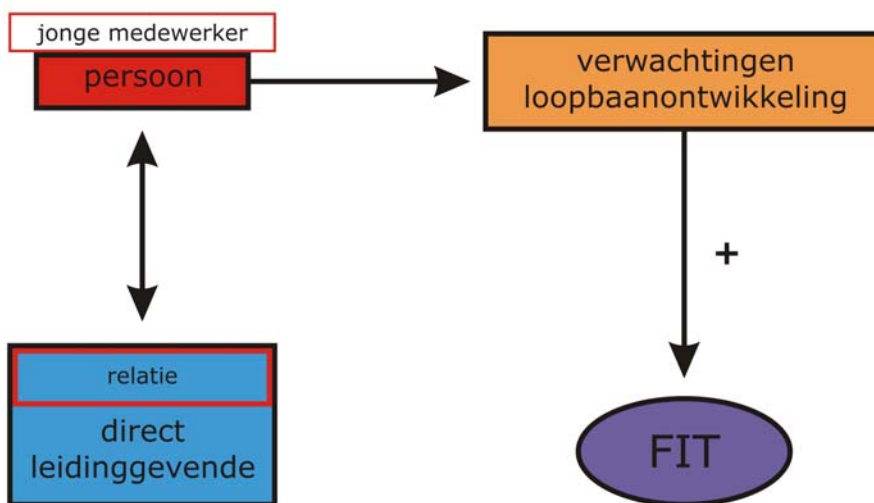 jonge medewerker
persoon
verwachtingen
loopbaanontwikkeling
+
relatie
direct
leidinggevende
FIT